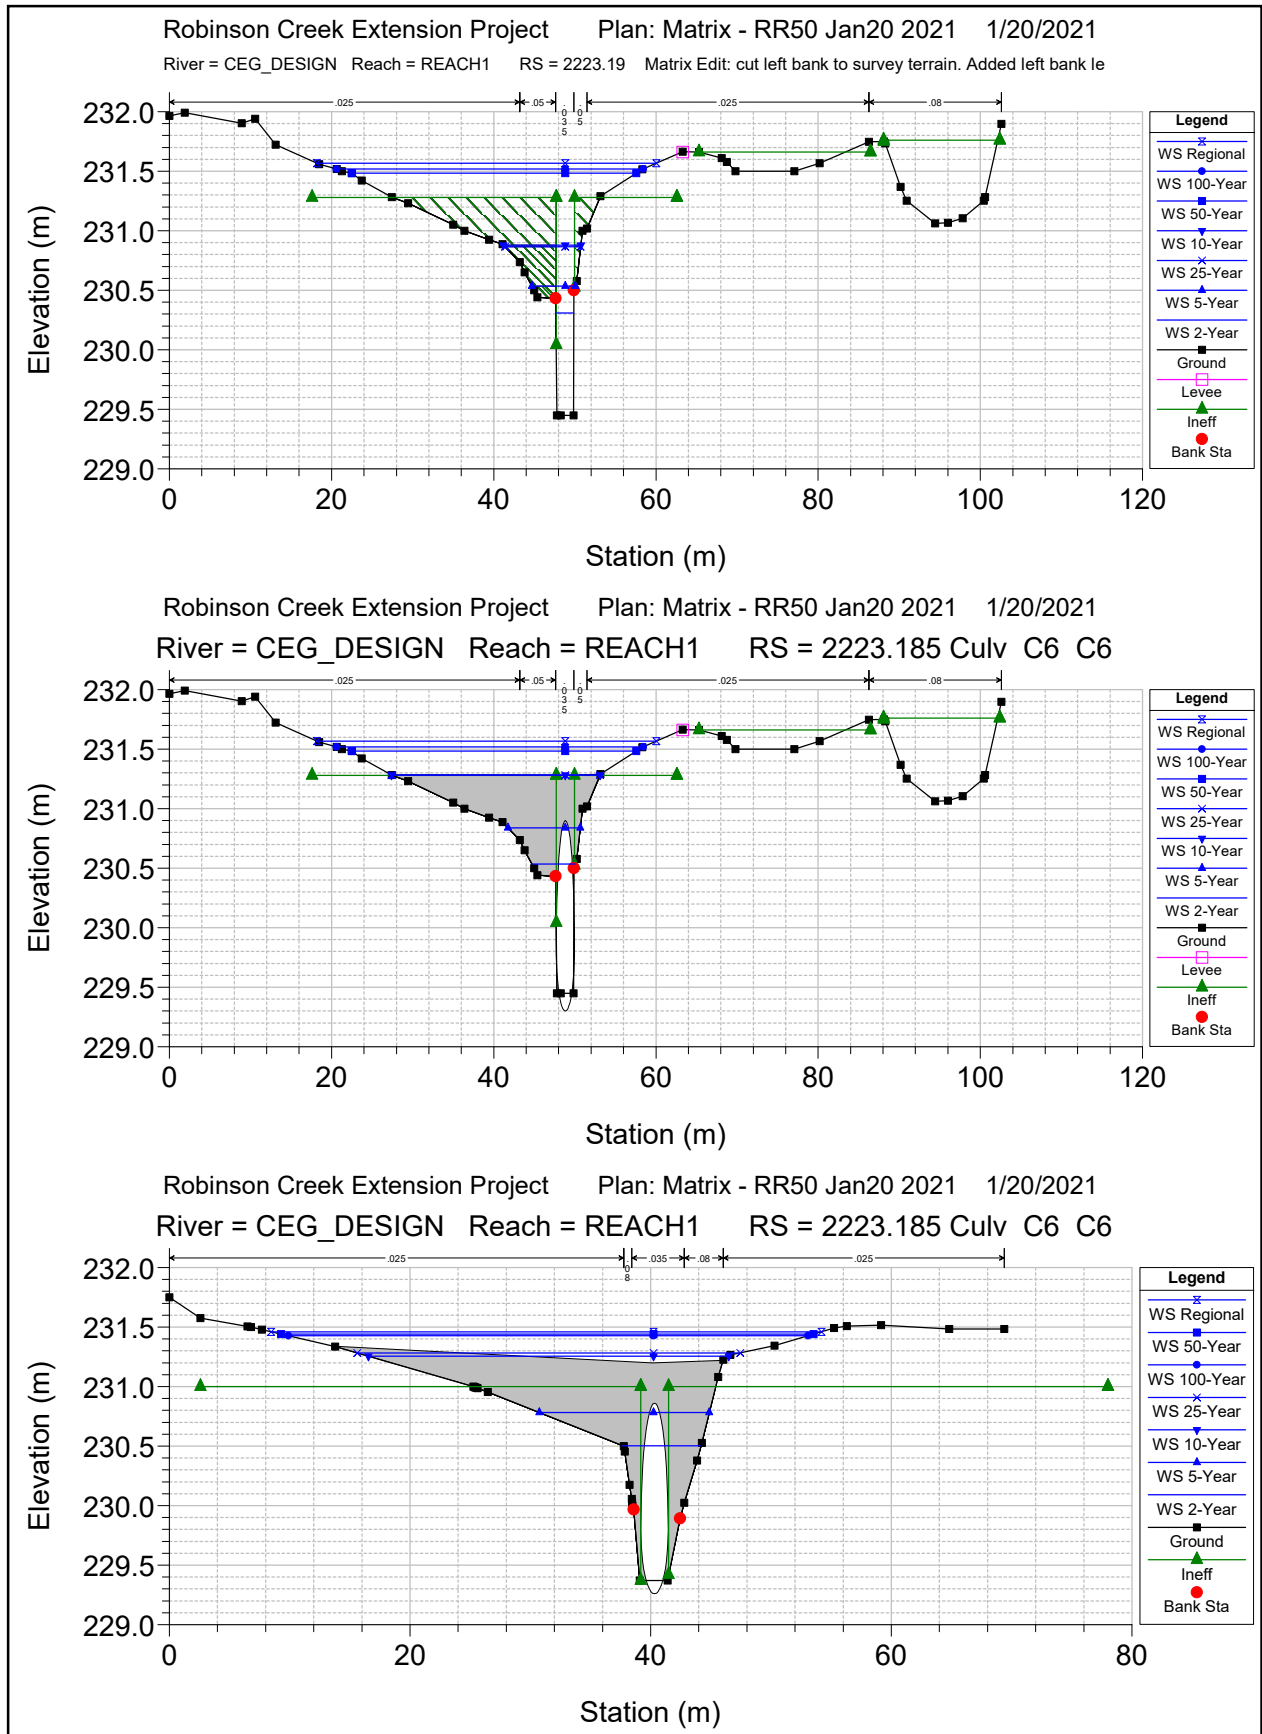 Robinson Creek Extension Project Plan: Matrix - RR50 Jan20 2021 1/20/2021
River = CEG_DESIGN Reach = REACH1 RS = 2223.19 Matrix Edit: cut left bank to survey terrain. Added left bank le
.025 .05 .035 .05 .025 .08
Elevation (m)
232.0
231.5
231.0
230.5
230.0
229.5
229.0
0 20 40 60 80 100 120
Station (m)
Legend
WS Regional
WS 100-Year
WS 50-Year
WS 10-Year
WS 25-Year
WS 5-Year
WS 2-Year
Ground
Levee
Ineff
Bank Sta
Robinson Creek Extension Project Plan: Matrix - RR50 Jan20 2021 1/20/2021
River = CEG_DESIGN Reach = REACH1 RS = 2223.185 Culv C6 C6
.025 .05 .035 .05 .025 .08
Elevation (m)
232.0
231.5
231.0
230.5
230.0
229.5
229.0
0 20 40 60 80 100 120
Station (m)
Legend
WS Regional
WS 100-Year
WS 50-Year
WS 25-Year
WS 10-Year
WS 5-Year
WS 2-Year
Ground
Levee
Ineff
Bank Sta
Robinson Creek Extension Project Plan: Matrix - RR50 Jan20 2021 1/20/2021
River = CEG_DESIGN Reach = REACH1 RS = 2223.185 Culv C6 C6
.025 .08 .035 .08 .025
Elevation (m)
232.0
231.5
231.0
230.5
230.0
229.5
229.0
0 20 40 60 80
Station (m)
Legend
WS Regional
WS 50-Year
WS 100-Year
WS 25-Year
WS 10-Year
WS 5-Year
WS 2-Year
Ground
Ineff
Bank Sta